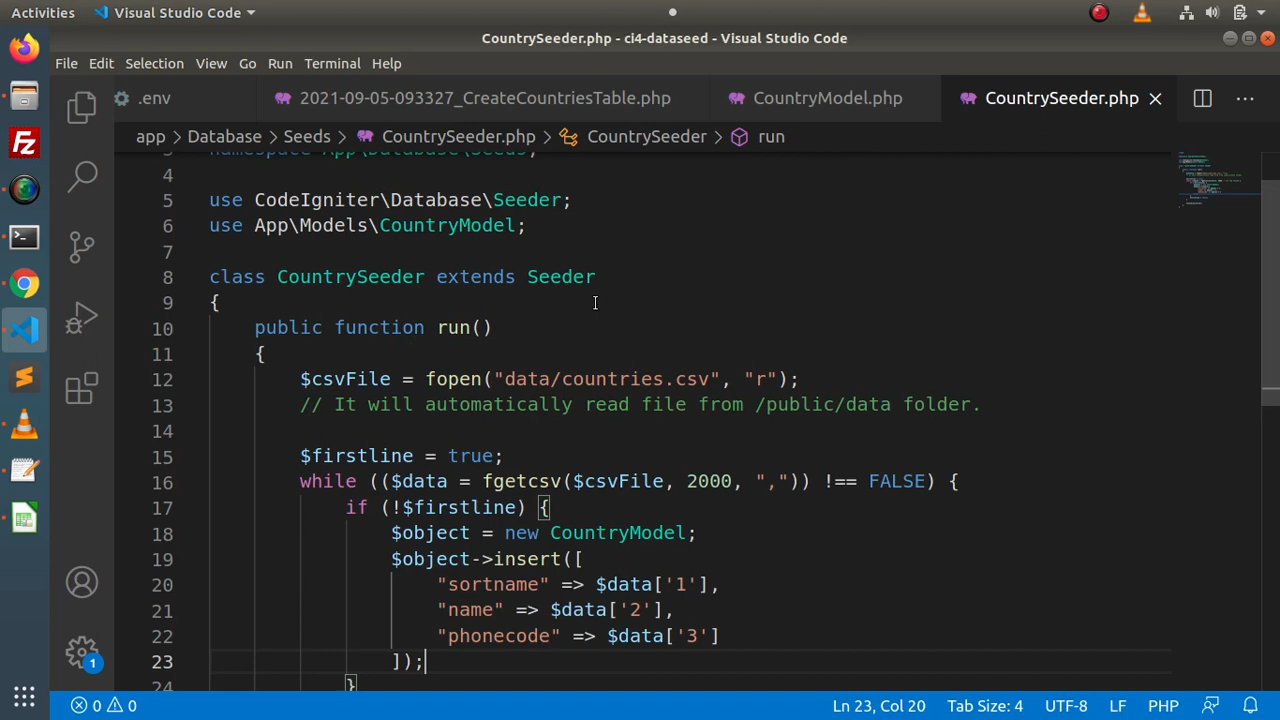 Activities Visual Studio Code
CountrySeeder.php - ci4-dataseed - Visual Studio Code
File Edit Selection View Go Run Terminal Help
.env 2021-09-05-093327_CreateCountriesTable.php CountryModel.php CountrySeeder.php
app > Database > Seeds > CountrySeeder.php > CountrySeeder > run
3 namespace App\Database\Seeds;
4
5 use CodeIgniter\Database\Seeder;
6 use App\Models\CountryModel;
7
8 class CountrySeeder extends Seeder
9 {
10 public function run()
11 {
12 $csvFile = fopen("data/countries.csv", "r");
13 // It will automatically read file from /public/data folder.
14
15 $firstline = true;
16 while (($data = fgetcsv($csvFile, 2000, ",")) !== FALSE) {
17 if (!$firstline) {
18 $object = new CountryModel;
19 $object->insert([
20 "sortname" => $data['1'],
21 "name" => $data['2'],
22 "phonecode" => $data['3']
23 ]);
24 }
1
0 0 Ln 23, Col 20 Tab Size: 4 UTF-8 LF PHP